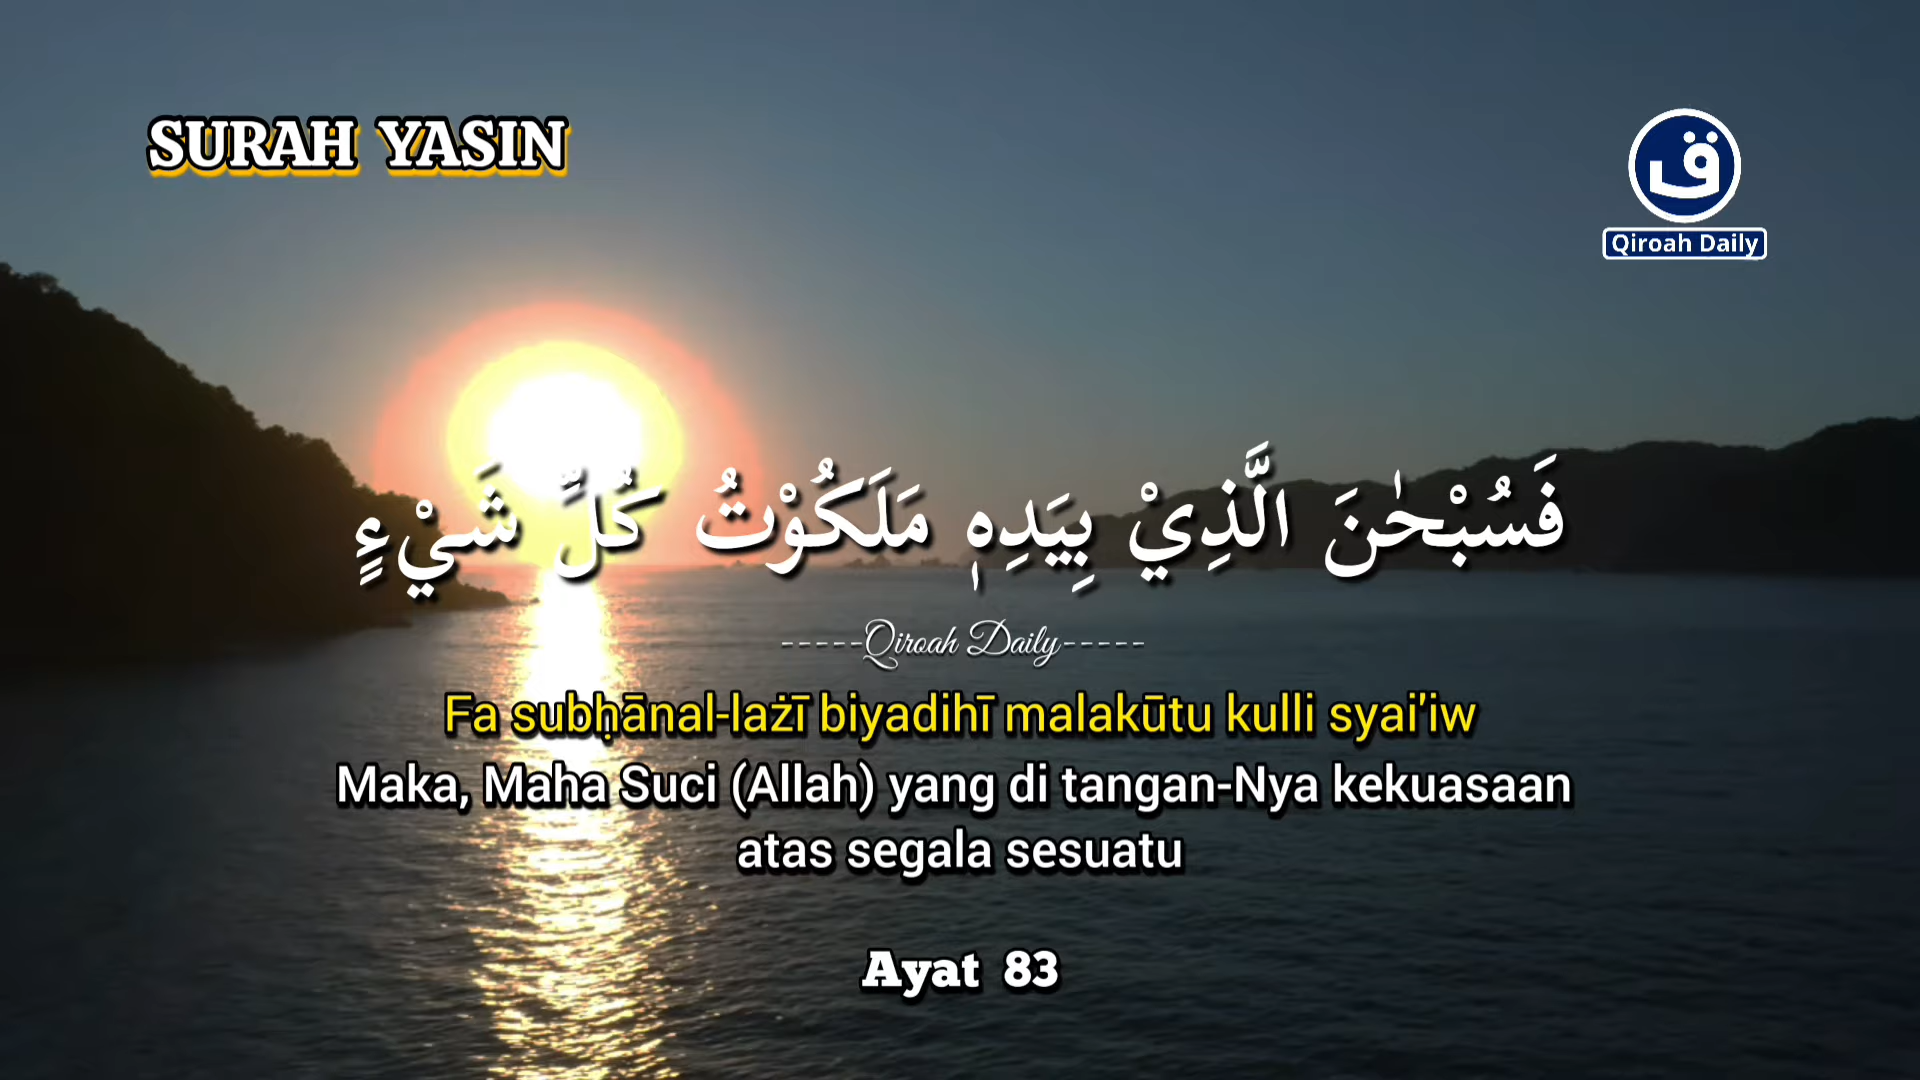 SURAH YASIN
ق
Qiroah Daily
فَسُبْحٰنَ الَّذِيْ بِيَدِهٖ مَلَكُوْتُ كُلِّ شَيْءٍ
-----Qiroah Daily-----
Fa subḥānal-lażī biyadihī malakūtu kulli syai'iw
Maka, Maha Suci (Allah) yang di tangan-Nya kekuasaan
atas segala sesuatu
Ayat 83